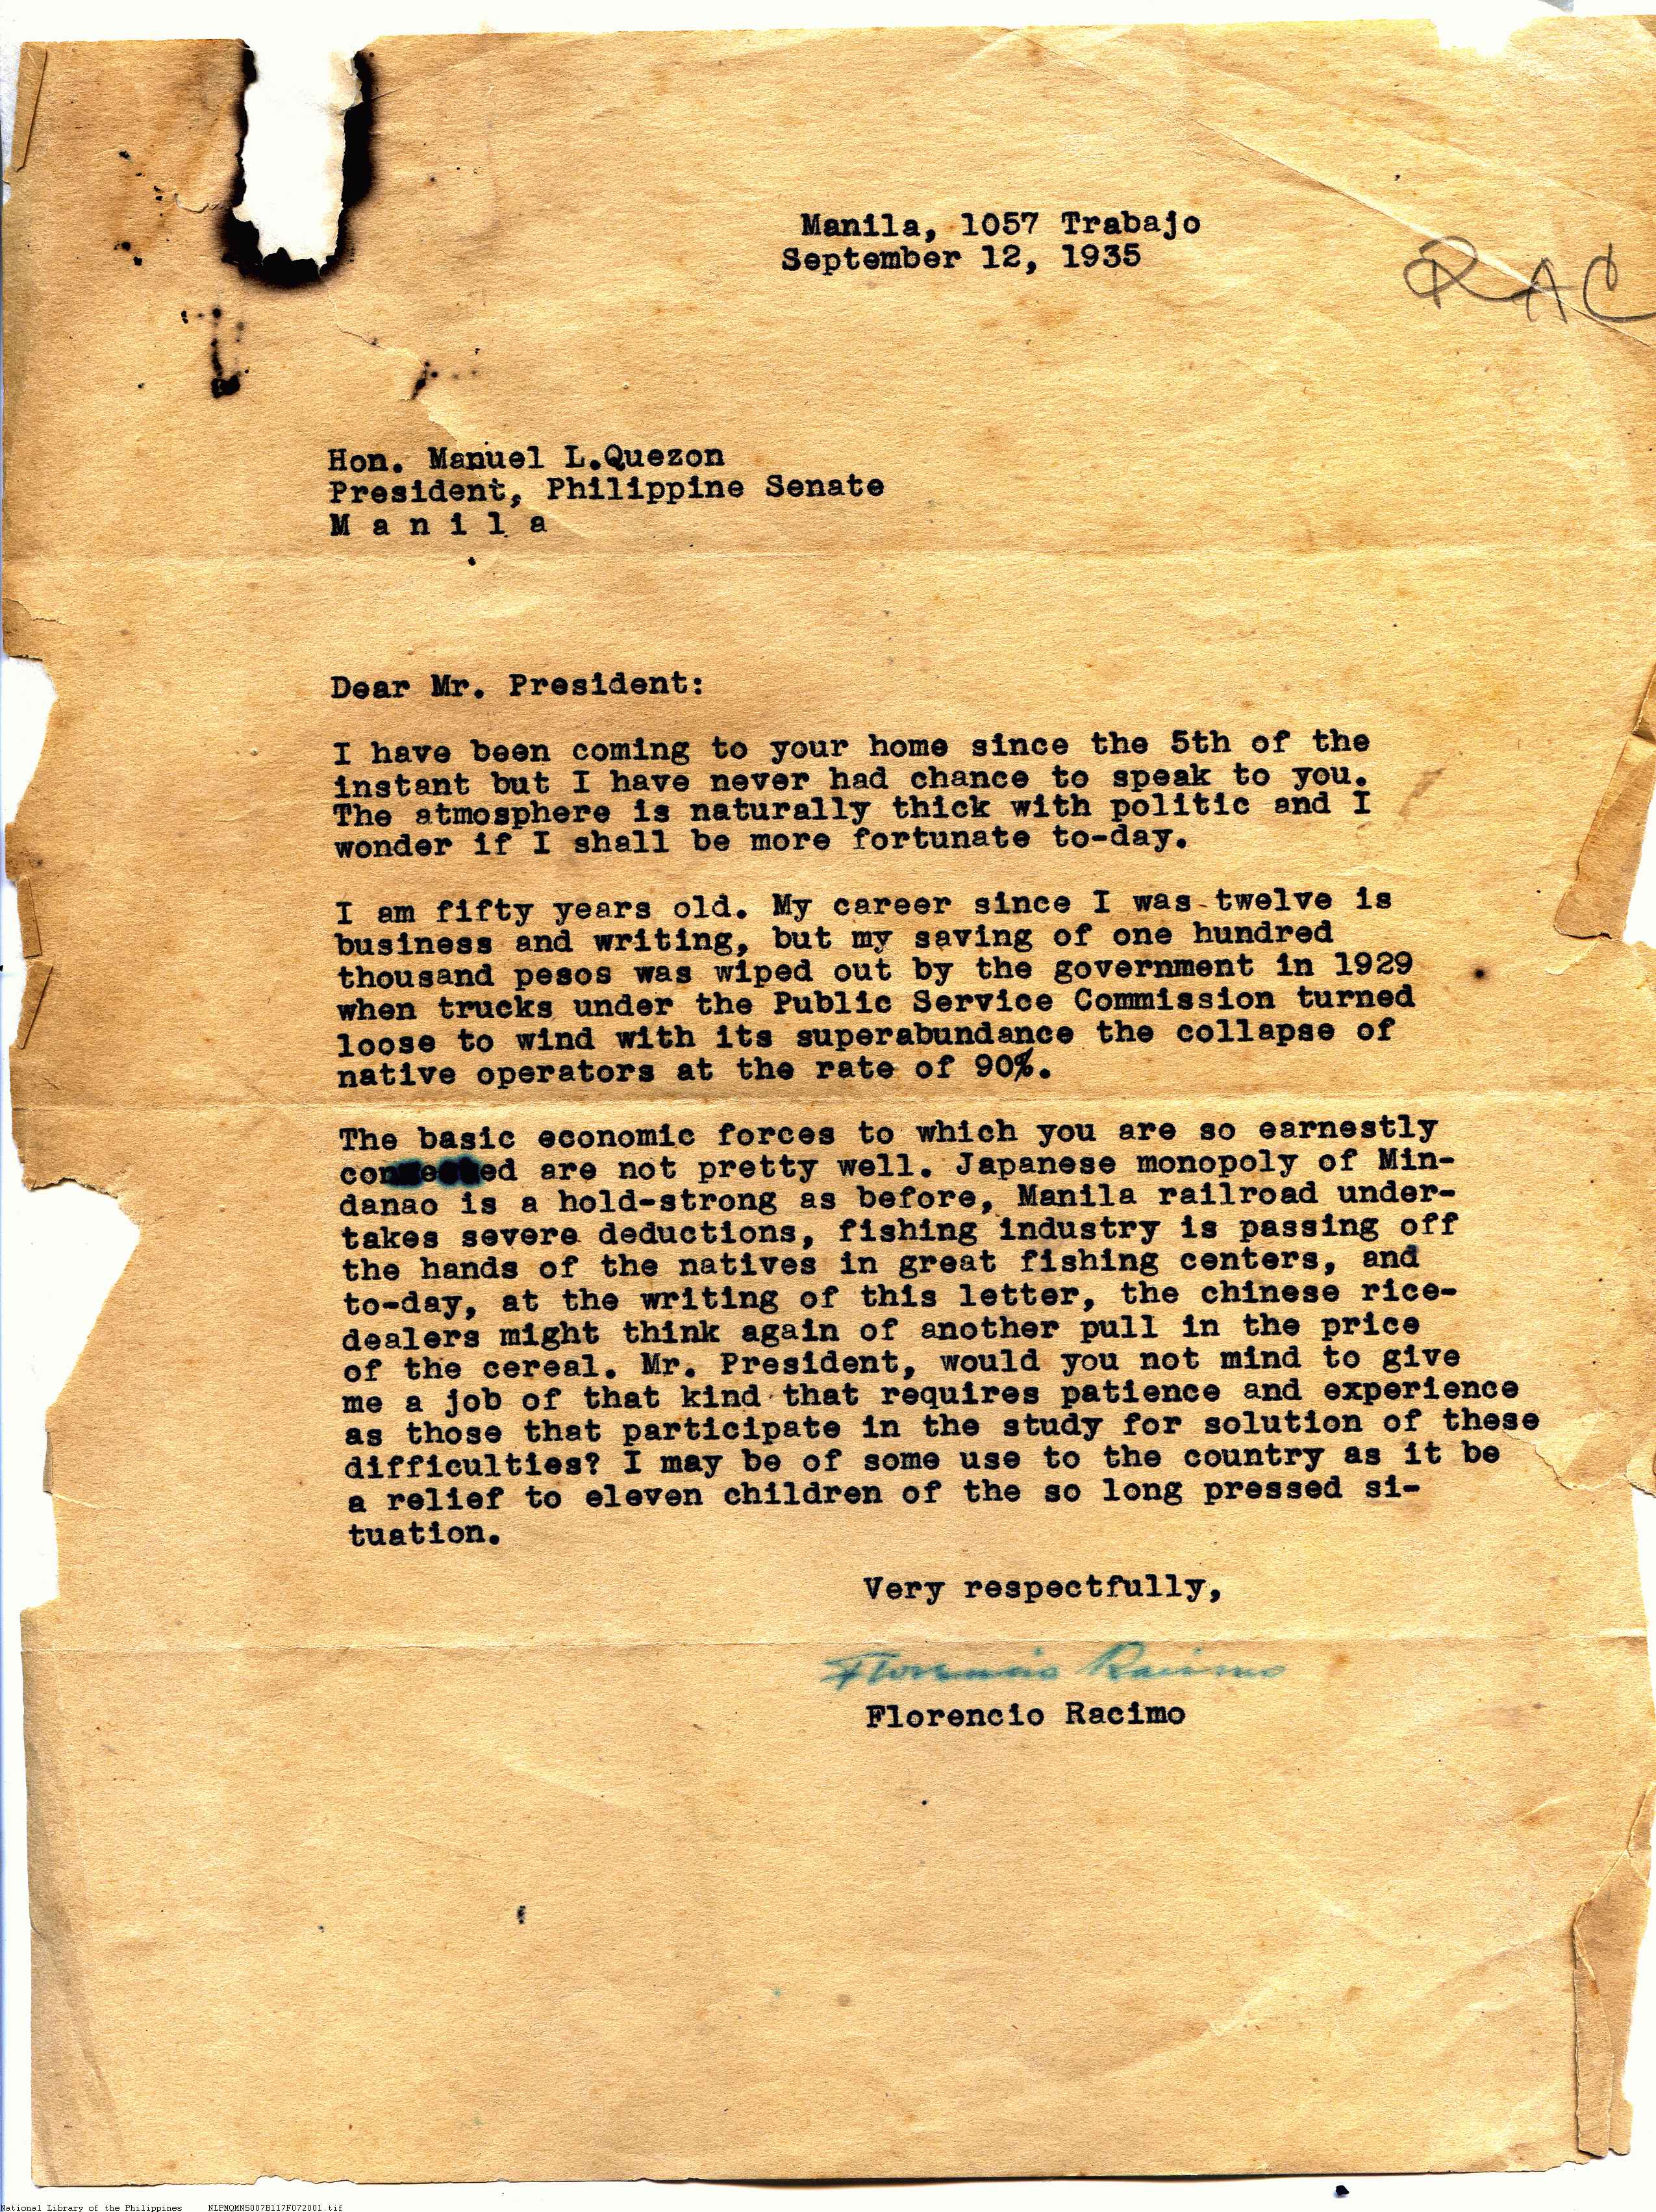 Manila, 1057 Trabajo
September 12, 1935
RAC
Hon. Manuel L.Quezon
President, Philippine Senate
M a n i l a
Dear Mr. President:
I have been coming to your home since the 5th of the
instant but I have never had chance to speak to you.
The atmosphere is naturally thick with politic and I
wonder if I shall be more fortunate to-day.
I am fifty years old. My career since I was twelve is
business and writing, but my saving of one hundred
thousand pesos was wiped out by the government in 1929
when trucks under the Public Service Commission turned
loose to wind with its superabundance the collapse of
native operators at the rate of 90%.
The basic economic forces to which you are so earnestly
are not pretty well. Japanese monopoly of Min-
danao is a hold-strong as before, Manila railroad under-
takes severe deductions, fishing industry is passing off
the hands of the natives in great fishing centers, and
to-day, at the writing of this letter, the chinese rice-
dealers might think again of another pull in the price
of the cereal. Mr. President, would you not mind to give
me a job of that kind that requires patience and experience
as those that participate in the study for solution of these
difficulties? I may be of some use to the country as it be
a relief to eleven children of the so long pressed si-
tuation.
Very respectfully,
Florencio Racimo
Florencio Racimo
National Library of the Philippines NLPMQMNS007B117F072001.tif